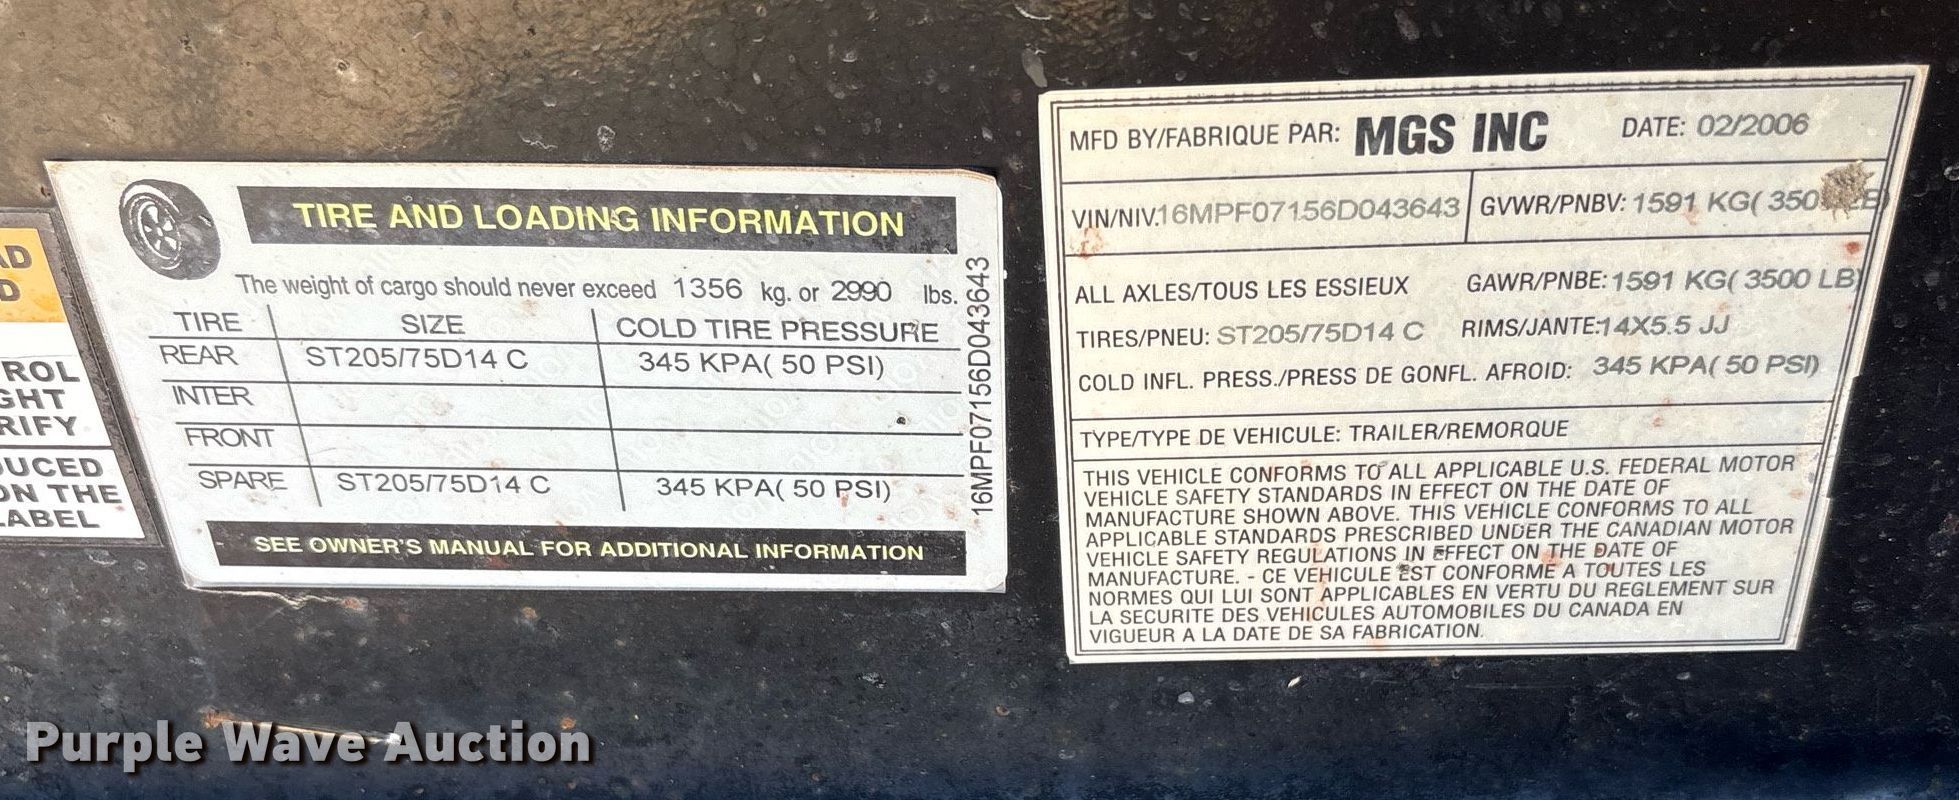 AD
D
ROL
GHT
RIFY
DUCED
ON THE
LABEL
TIRE AND LOADING INFORMATION
The weight of cargo should never exceed 1356 kg. or 2990 lbs.
TIRE SIZE COLD TIRE PRESSURE
REAR ST205/75D14 C 345 KPA( 50 PSI)
INTER
FRONT
SPARE ST205/75D14 C 345 KPA( 50 PSI)
SEE OWNER'S MANUAL FOR ADDITIONAL INFORMATION
16MPF07156D043643
MFD BY/FABRIQUE PAR: MGS INC DATE: 02/2006
VIN/NIV.16MPF07156D043643 GVWR/PNBV: 1591 KG(
ALL AXLES/TOUS LES ESSIEUX GAWR/PNBE: 1591 KG( 3500 LB)
TIRES/PNEU: ST205/75D14 C RIMS/JANTE:14X5.5 JJ
COLD INFL. PRESS./PRESS DE GONFL. AFROID: 345 KPA( 50 PSI)
TYPE/TYPE DE VEHICULE: TRAILER/REMORQUE
THIS VEHICLE CONFORMS TO ALL APPLICABLE U.S. FEDERAL MOTOR
VEHICLE SAFETY STANDARDS IN EFFECT ON THE DATE OF
MANUFACTURE SHOWN ABOVE. THIS VEHICLE CONFORMS TO ALL
APPLICABLE STANDARDS PRESCRIBED UNDER THE CANADIAN MOTOR
VEHICLE SAFETY REGULATIONS IN EFFECT ON THE DATE OF
MANUFACTURE. - CE VEHICULE EST CONFORME A TOUTES LES
NORMES QUI LUI SONT APPLICABLES EN VERTU DU REGLEMENT SUR
LA SECURITE DES VEHICULES AUTOMOBILES DU CANADA EN
VIGUEUR A LA DATE DE SA FABRICATION.
Purple Wave Auction